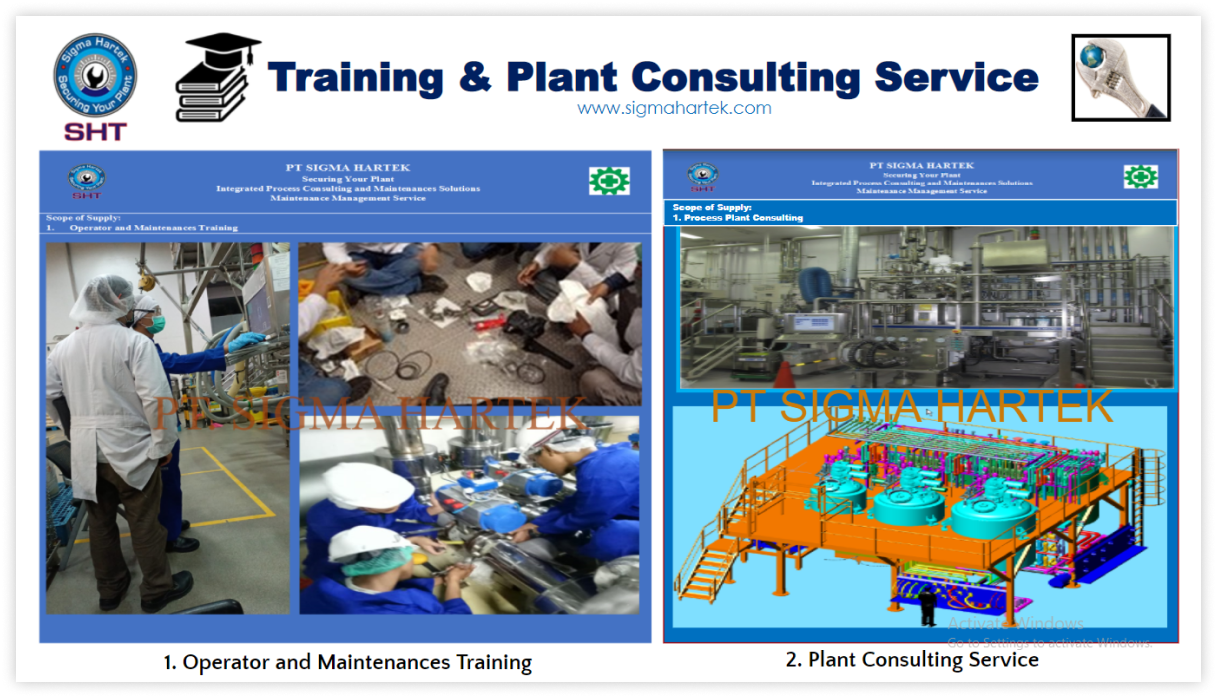 Sigma Hartek
Securing Your Plant
SHT
Training & Plant Consulting Service
www.sigmahartek.com
PT SIGMA HARTEK
Securing Your Plant
Integrated Process Consulting and Maintenances Solutions
Maintenance Management Service
SHT
Scope of Supply:
1. Operator and Maintenances Training
PT SIGMA HARTEK
1. Operator and Maintenances Training
PT SIGMA HARTEK
Securing Your Plant
Integrated Process Consulting and Maintenances Solutions
Maintenance Management Service
SHT
Scope of Supply:
1. Process Plant Consulting
PT SIGMA HARTEK
Activate Windows
Go to Settings to activate Windows.
2. Plant Consulting Service